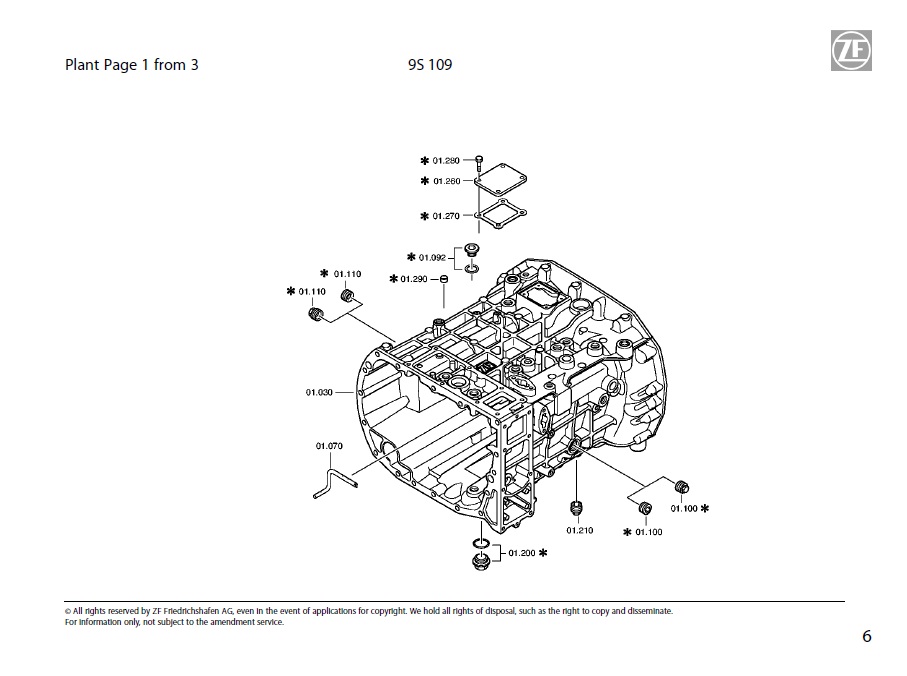 Plant Page 1 from 3
9S 109
ZF
* 01.280
* 01.260
* 01.270
* 01.092
* 01.290
* 01.110
* 01.110
01.030
01.070
01.100 *
* 01.100
01.210
01.200 *
© All rights reserved by ZF Friedrichshafen AG, even in the event of applications for copyright. We hold all rights of disposal, such as the right to copy and disseminate.
For information only, not subject to the amendment service.
6